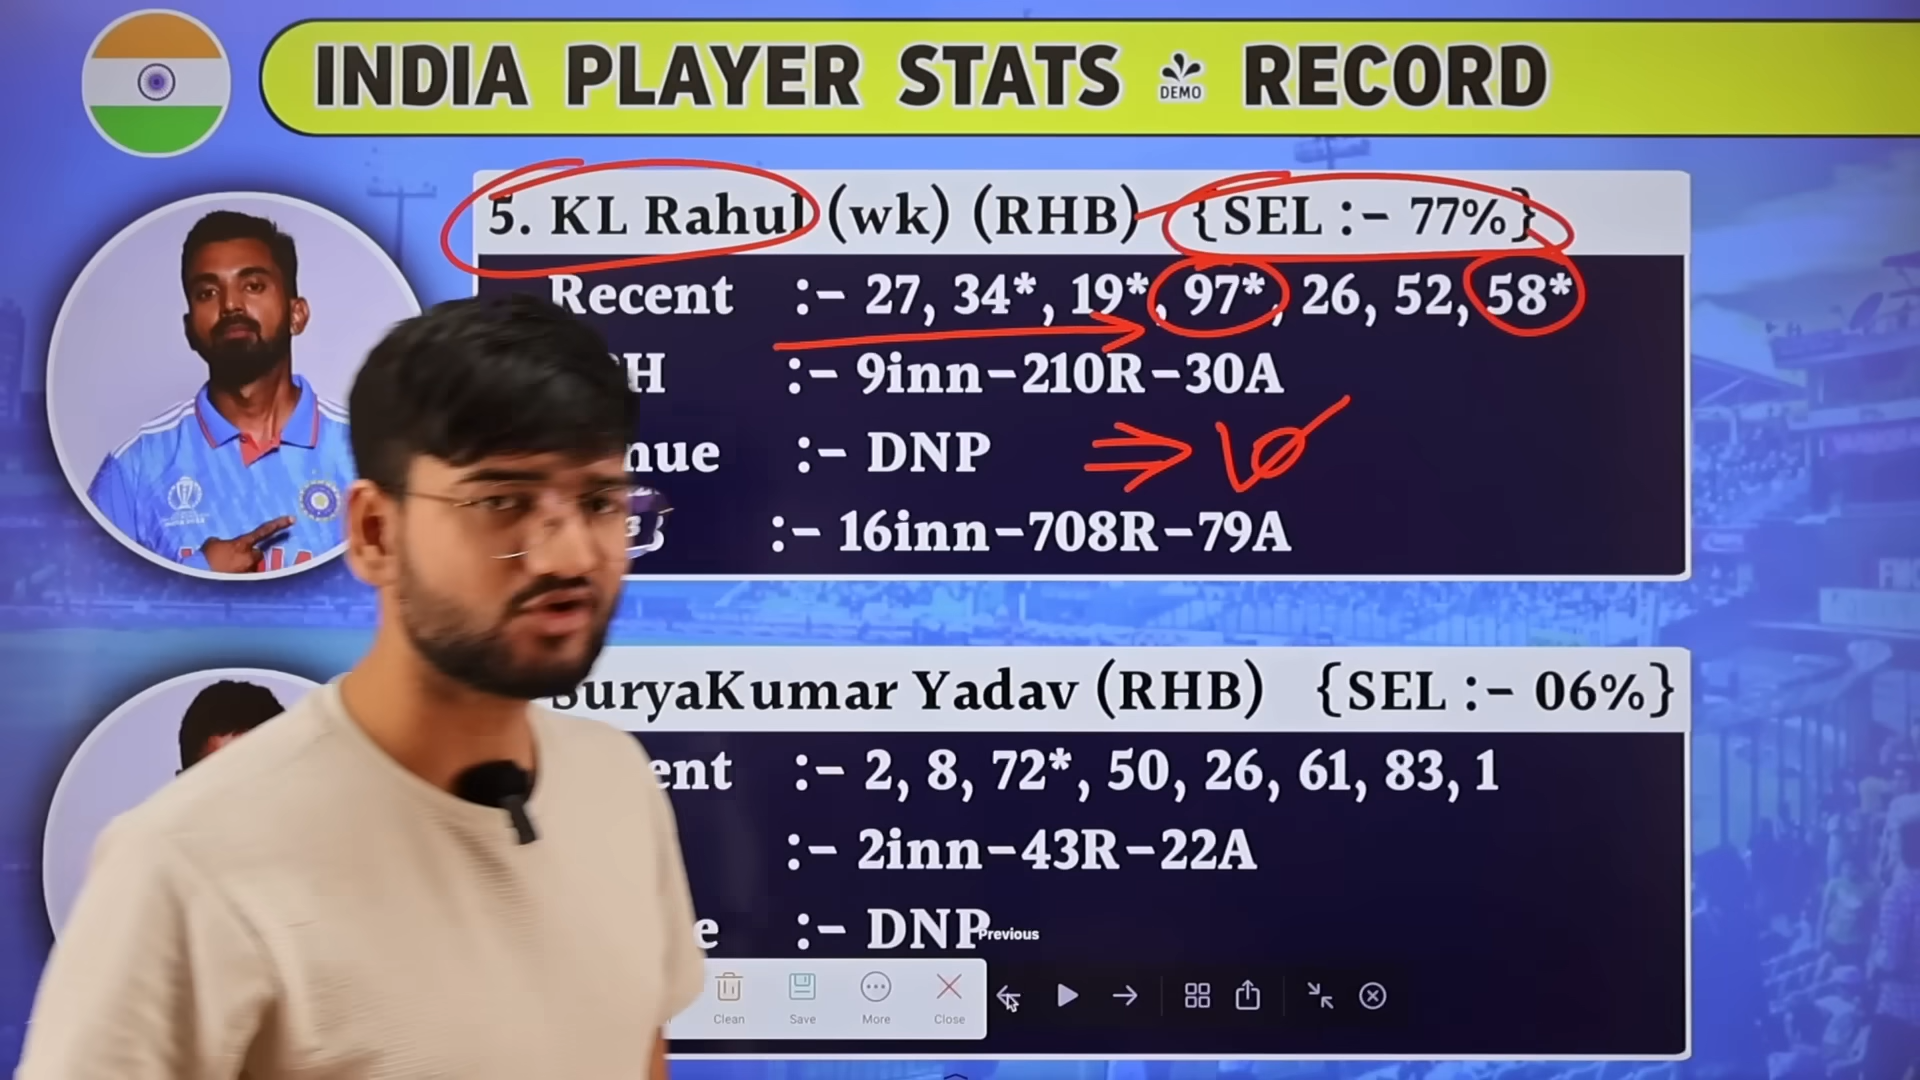 INDIA PLAYER STATS DEMO RECORD
5. KL Rahul (wk) (RHB) {SEL :- 77%}
Recent :- 27, 34*, 19*, 97*, 26, 52, 58*
H :- 9inn-210R-30A
nue :- DNP
:- 16inn-708R-79A
SuryaKumar Yadav (RHB) {SEL :- 06%}
ent :- 2, 8, 72*, 50, 26, 61, 83, 1
:- 2inn-43R-22A
e :- DNP
Previous
Clean Save More Close